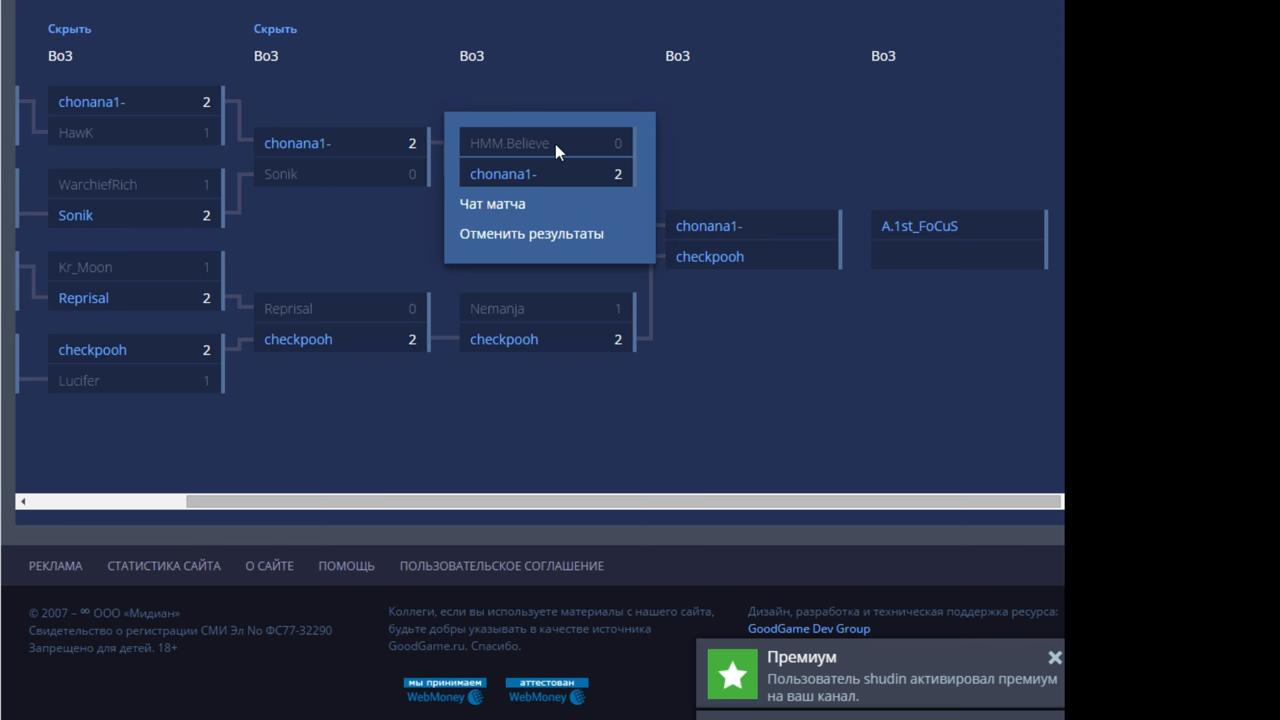 Скрыть
Скрыть
Bo3
Bo3
Bo3
Bo3
Bo3
chonana1- 2
HawK 1
WarchiefRich 1
Sonik 2
Kr_Moon 1
Reprisal 2
checkpooh 2
Lucifer 1
chonana1- 2
Sonik 0
Reprisal 0
checkpooh 2
HMM.Believe 0
chonana1- 2
Чат матча
Отменить результаты
Nemanja 1
checkpooh 2
chonana1-
checkpooh
A.1st_FoCuS
РЕКЛАМА
СТАТИСТИКА САЙТА
О САЙТЕ
ПОМОЩЬ
ПОЛЬЗОВАТЕЛЬСКОЕ СОГЛАШЕНИЕ
© 2007 – ∞ ООО «Мидиан»
Свидетельство о регистрации СМИ Эл No ФС77-32290
Запрещено для детей. 18+
Коллеги, если вы используете материалы с нашего сайта,
будьте добры указывать в качестве источника
GoodGame.ru. Спасибо.
мы принимаем
WebMoney
аттестован
WebMoney
Дизайн, разработка и техническая поддержка ресурса:
GoodGame Dev Group
Премиум
Пользователь shudin активировал премиум
на ваш канал.